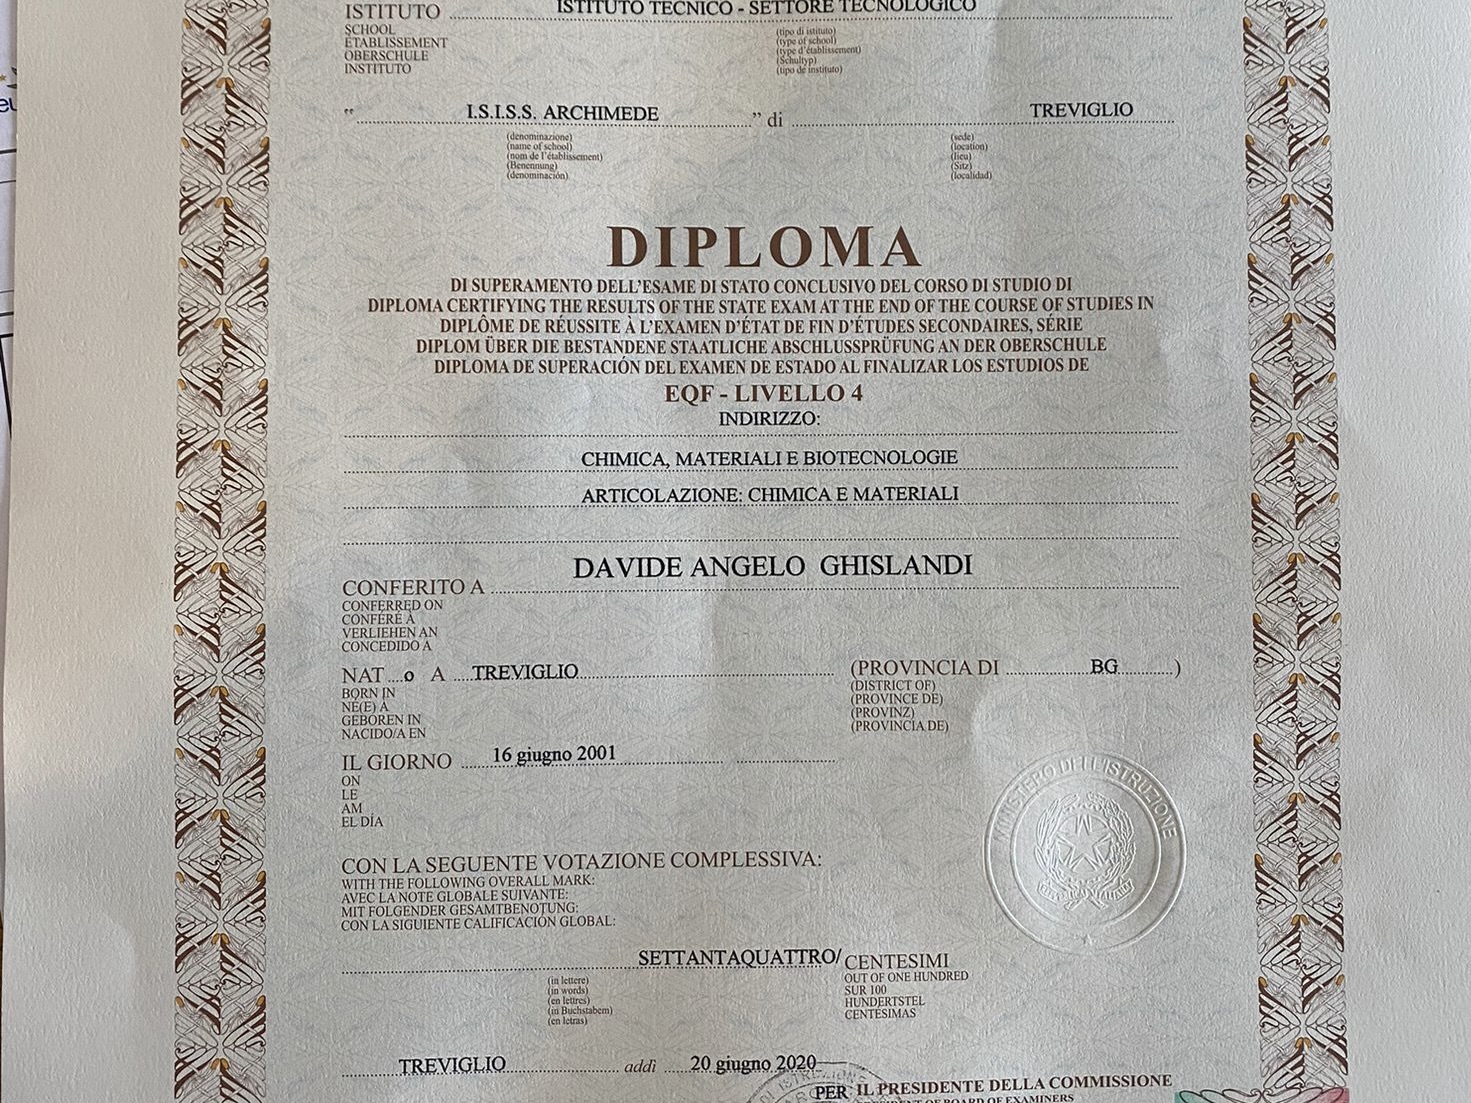 ISTITUTO ISTITUTO TECNICO - SETTORE TECNOLOGICO
SCHOOL (tipo di istituto)
ÉTABLISSEMENT (type of school)
OBERSCHULE (type d'établissement)
INSTITUTO (Schultyp)
(tipo de instituto)
“ I.S.I.S.S. ARCHIMEDE ” di TREVIGLIO
(denominazione) (sede)
(name of school) (location)
(nom de l'établissement) (lieu)
(Benennung) (Sitz)
(denominación) (localidad)
DIPLOMA
DI SUPERAMENTO DELL'ESAME DI STATO CONCLUSIVO DEL CORSO DI STUDIO DI
DIPLOMA CERTIFYING THE RESULTS OF THE STATE EXAM AT THE END OF THE COURSE OF STUDIES IN
DIPLÔME DE RÉUSSITE À L'EXAMEN D'ÉTAT DE FIN D'ÉTUDES SECONDAIRES, SÉRIE
DIPLOM ÜBER DIE BESTANDENE STAATLICHE ABSCHLUSSPRÜFUNG AN DER OBERSCHULE
DIPLOMA DE SUPERACIÓN DEL EXAMEN DE ESTADO AL FINALIZAR LOS ESTUDIOS DE
EQF - LIVELLO 4
INDIRIZZO:
CHIMICA, MATERIALI E BIOTECNOLOGIE
ARTICOLAZIONE: CHIMICA E MATERIALI
CONFERITO A DAVIDE ANGELO GHISLANDI
CONFERRED ON
CONFÉRÉ À
VERLIEHEN AN
CONCEDIDO A
NAT o A TREVIGLIO (PROVINCIA DI BG )
BORN IN (DISTRICT OF)
NÉ(E) À (PROVINCE DE)
GEBOREN IN (PROVINZ)
NACIDO/A EN (PROVINCIA DE)
IL GIORNO 16 giugno 2001
ON
LE
AM
EL DÍA
MINISTERO DELL'ISTRUZIONE
CON LA SEGUENTE VOTAZIONE COMPLESSIVA:
WITH THE FOLLOWING OVERALL MARK:
AVEC LA NOTE GLOBALE SUIVANTE:
MIT FOLGENDER GESAMTBENOTUNG:
CON LA SIGUIENTE CALIFICACIÓN GLOBAL:
SETTANTAQUATTRO/ CENTESIMI
(in lettere) OUT OF ONE HUNDRED
(in words) SUR 100
(en lettres) HUNDERTSTEL
(in Buchstabem) CENTÉSIMAS
(en letras)
TREVIGLIO addì 20 giugno 2020
PER IL PRESIDENTE DELLA COMMISSIONE
PRESIDENT OF BOARD OF EXAMINERS